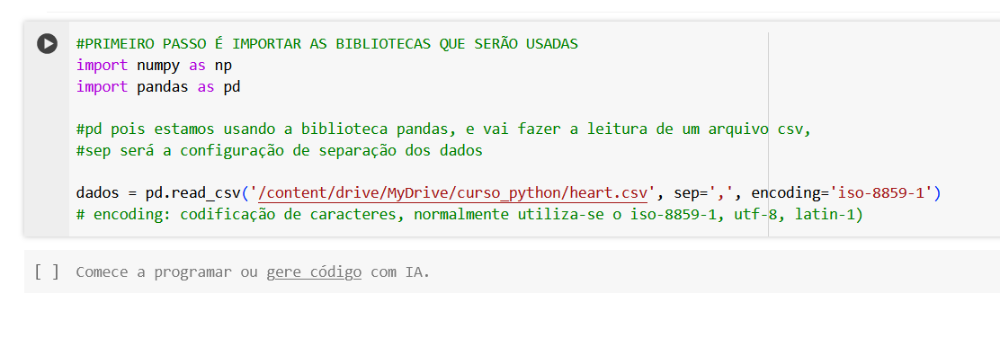 #PRIMEIRO PASSO É IMPORTAR AS BIBLIOTECAS QUE SERÃO USADAS
import numpy as np
import pandas as pd
#pd pois estamos usando a biblioteca pandas, e vai fazer a leitura de um arquivo csv,
#sep será a configuração de separação dos dados
dados = pd.read_csv('/content/drive/MyDrive/curso_python/heart.csv', sep=',', encoding='iso-8859-1')
# encoding: codificação de caracteres, normalmente utiliza-se o iso-8859-1, utf-8, latin-1)
[ ] Comece a programar ou gere código com IA.